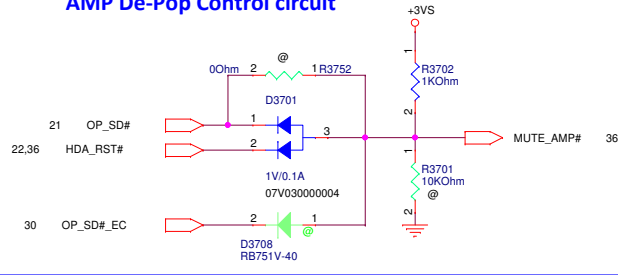 AMP De-Pop Control circuit
+3VS
@
0Ohm 2 1 R3752
1
R3702
1KOhm
2
D3701
21 OP_SD# 1
3
MUTE_AMP# 36
22,36 HDA_RST# 2
1
R3701
10KOhm
@
2
1V/0.1A
07V030000004
30 OP_SD#_EC 2 1
@
D3708
RB751V-40